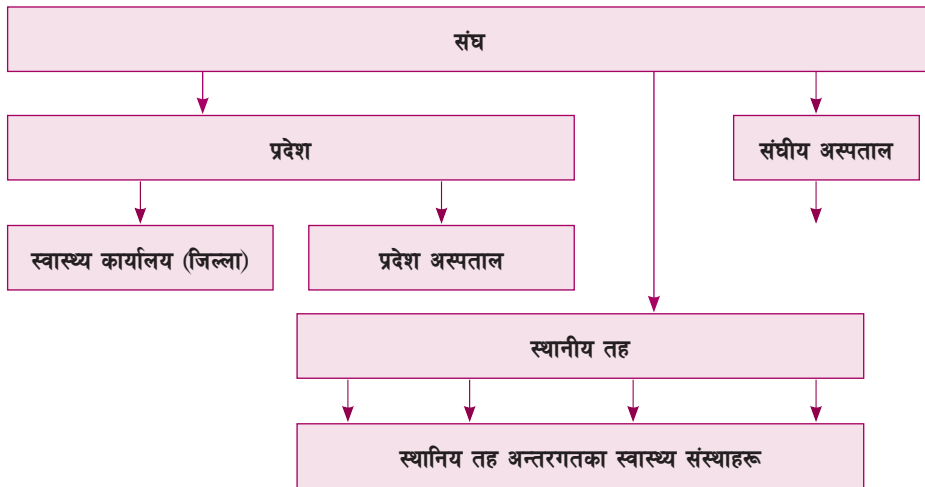 संघ
प्रदेश
संघीय अस्पताल
स्वास्थ्य कार्यालय (जिल्ला)
प्रदेश अस्पताल
स्थानीय तह
स्थानिय तह अन्तरगतका स्वास्थ्य संस्थाहरू